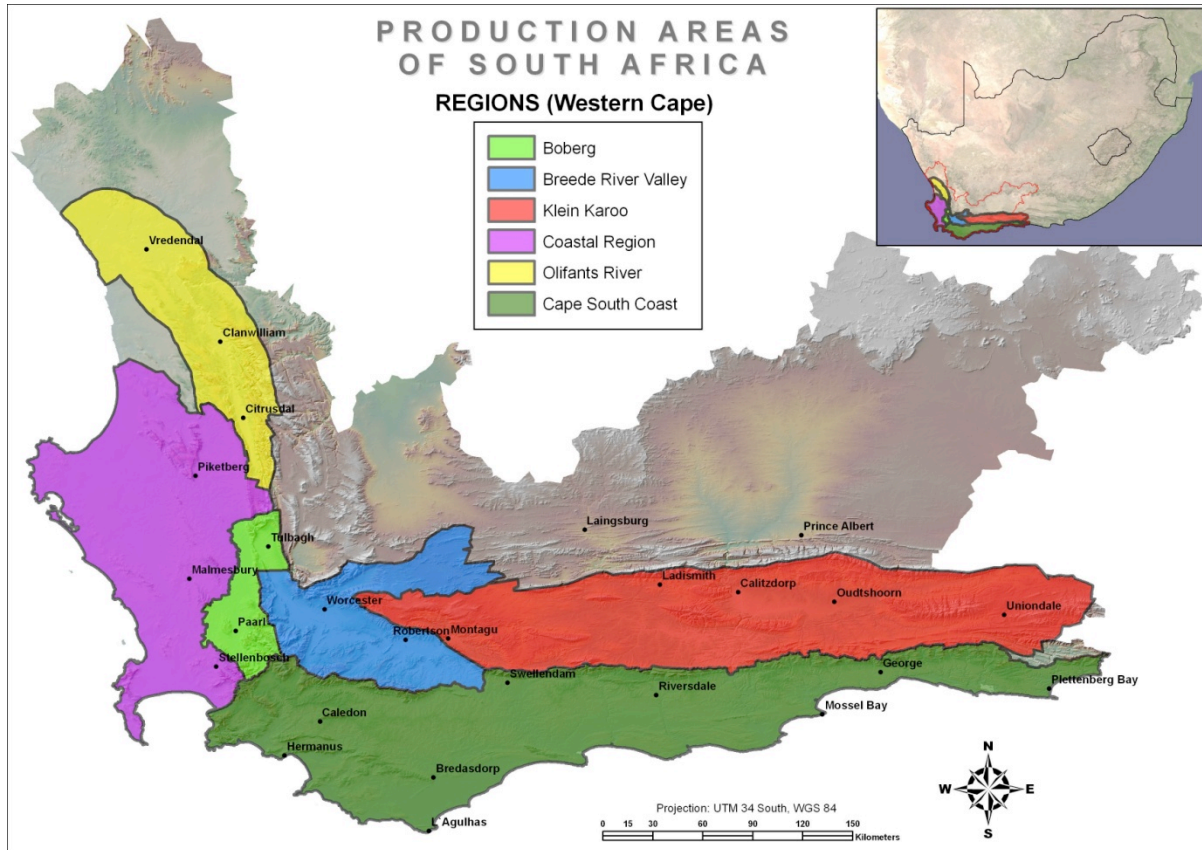 PRODUCTION AREAS
OF SOUTH AFRICA
REGIONS (Western Cape)
Boberg
Breede River Valley
Klein Karoo
Coastal Region
Olifants River
Cape South Coast
Vredendal
Clanwilliam
Citrusdal
Piketberg
Laingsburg
Prince Albert
Tulbagh
Malmesbury
Ladismith
Calitzdorp
Oudtshoorn
Worcester
Uniondale
Paarl
Robertson
Montagu
Stellenbosch
George
Swellendam
Riversdale
Plettenberg Bay
Mossel Bay
Caledon
Hermanus
Bredasdorp
L'Agulhas
N
W E
S
Projection: UTM 34 South, WGS 84
0 15 30 60 90 120 150
Kilometers